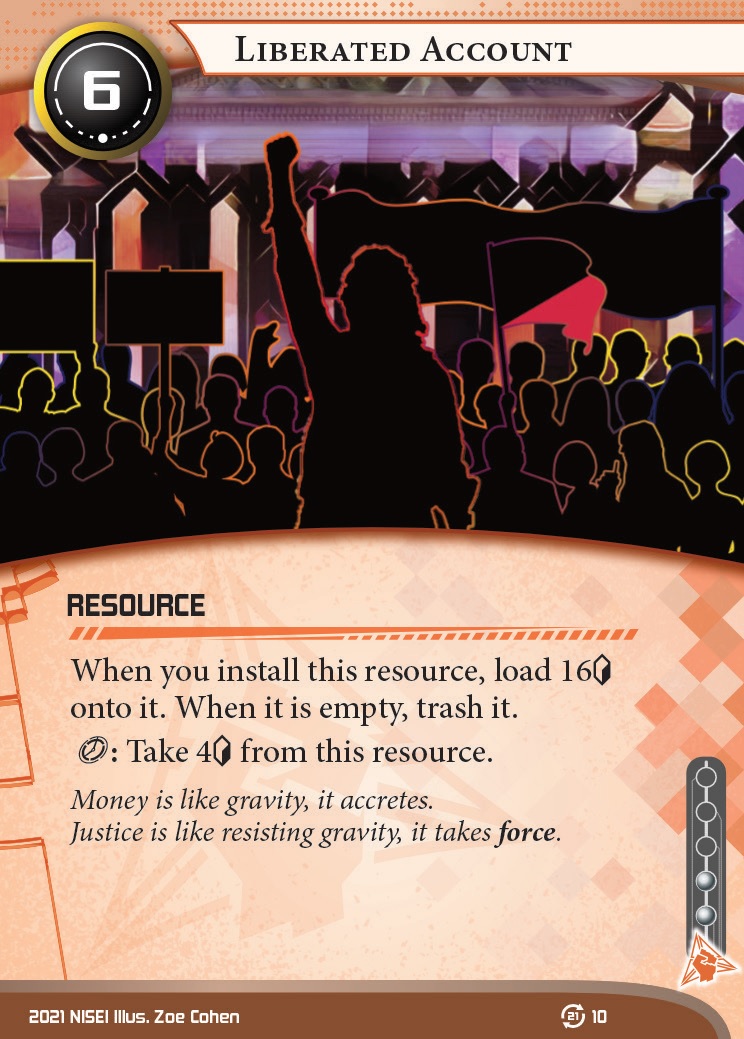 Liberated Account
6
RESOURCE
When you install this resource, load 16
onto it. When it is empty, trash it.
: Take 4 from this resource.
Money is like gravity, it accretes.
Justice is like resisting gravity, it takes force.
2021 NISEI Illus. Zoe Cohen
21 10